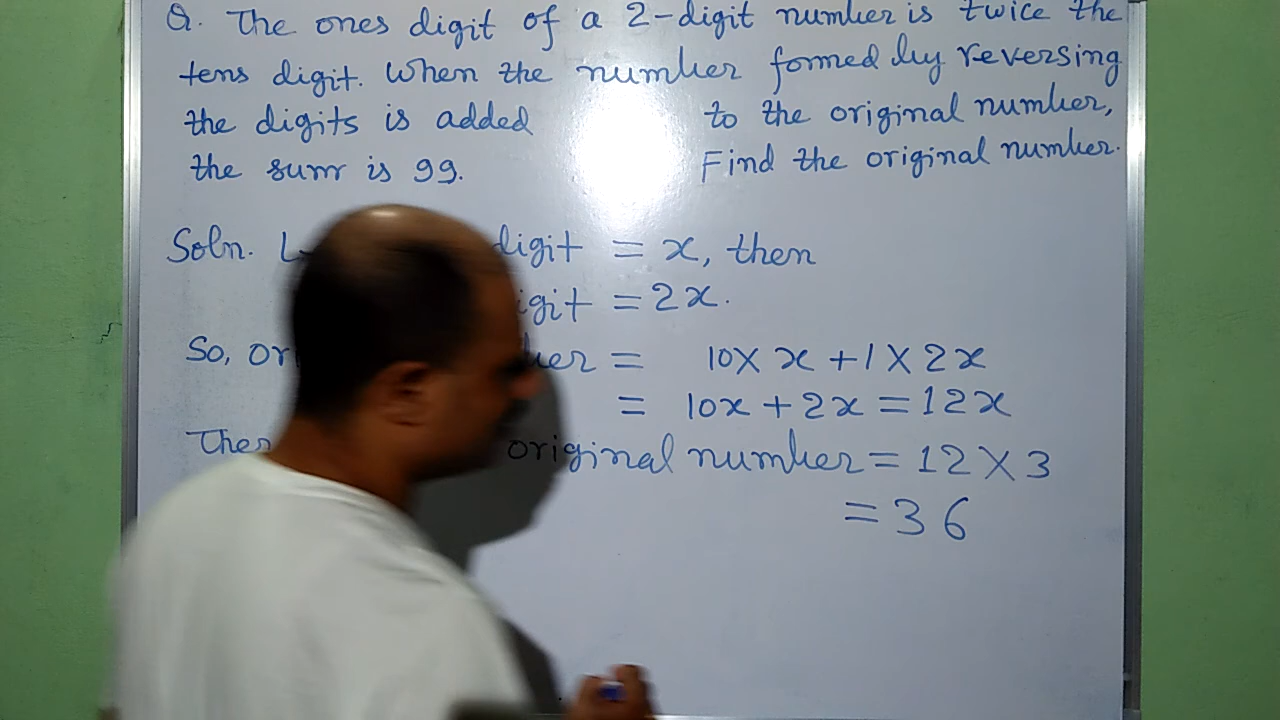 Q. The ones digit of a 2-digit number is twice the
tens digit. When the number formed by reversing
the digits is added to the original number,
the sum is 99. Find the original number.
Soln. digit = x, then
= 2x.
So, = 10 X x + 1 X 2x
= 10x + 2x = 12x
original number = 12 X 3
= 36